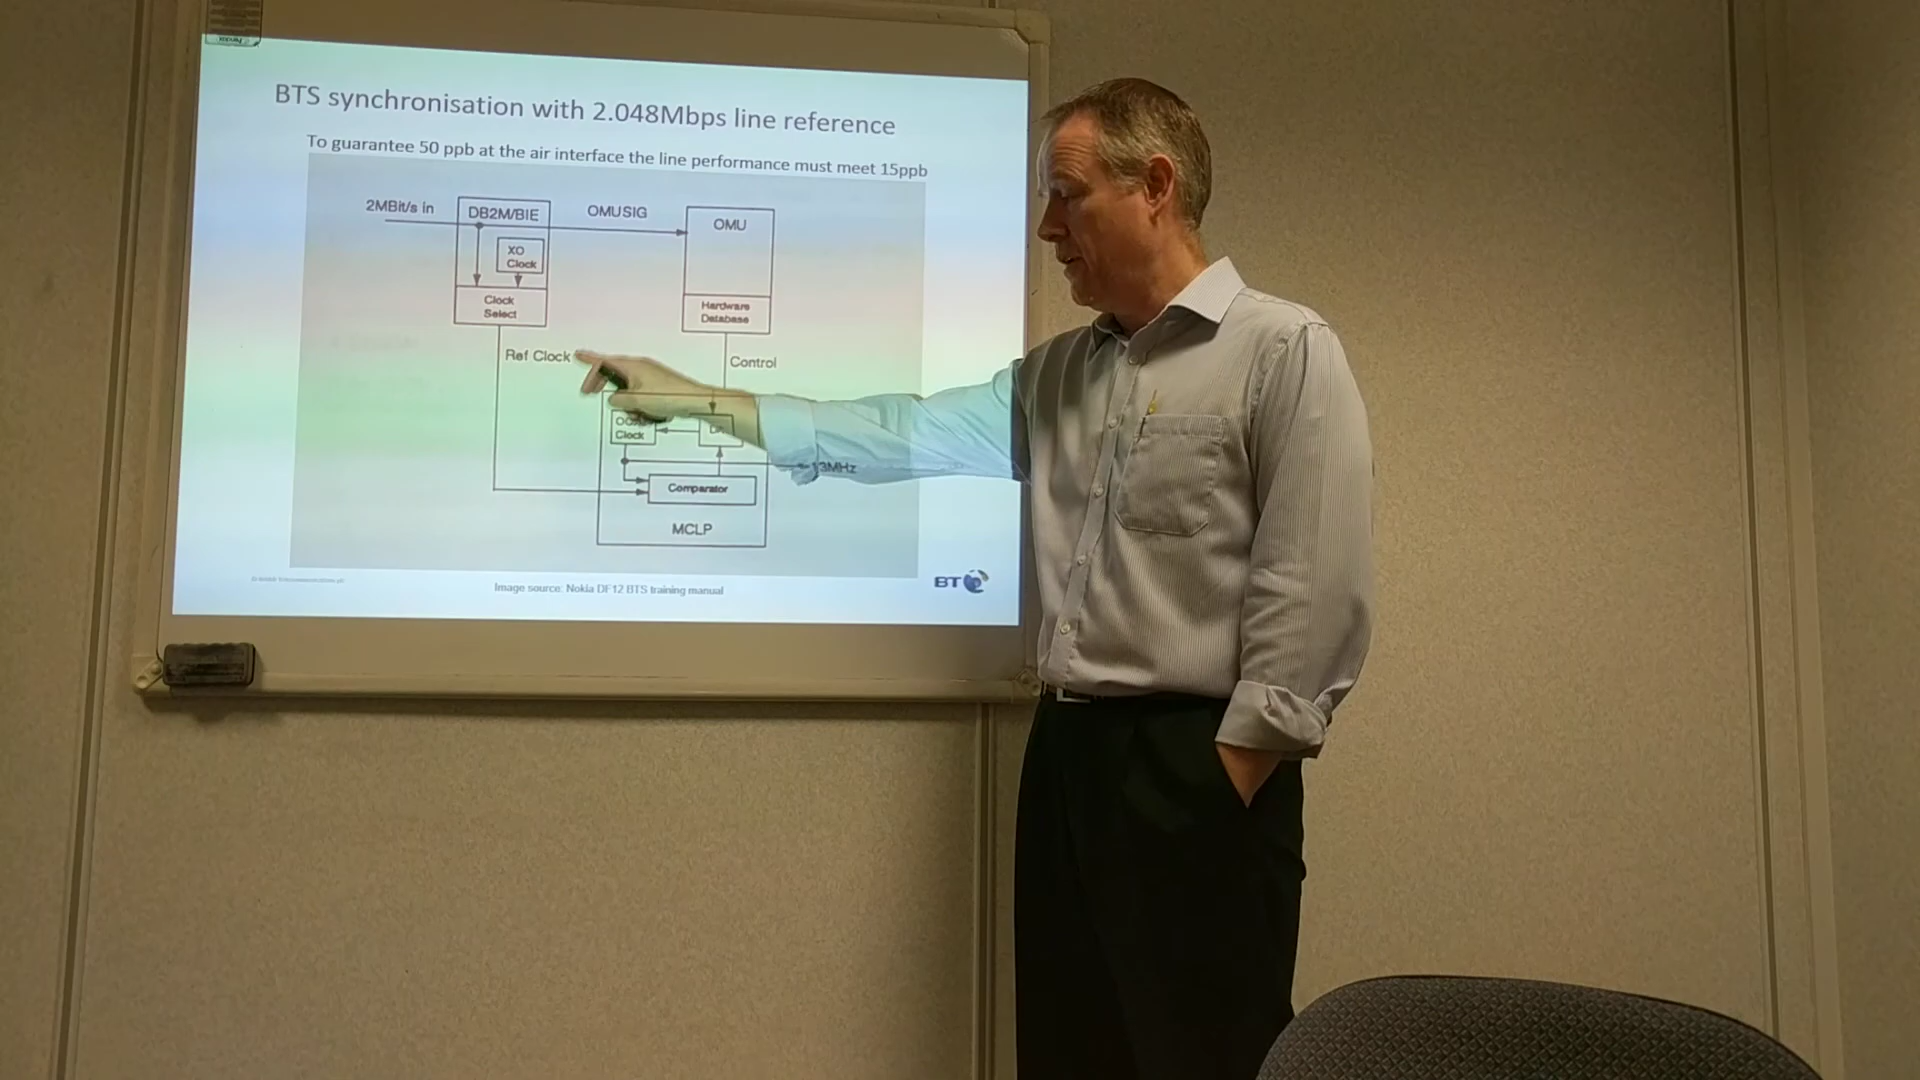 BTS synchronisation with 2.048Mbps line reference
To guarantee 50 ppb at the air interface the line performance must meet 15ppb
2MBit/s in
DB2M/BIE
OMUSIG
OMU
XO
Clock
Clock
Select
Hardware
Database
Ref Clock
Control
Clock
13MHz
Comparator
MCLP
Image source: Nokia DF12 BTS training manual
BT